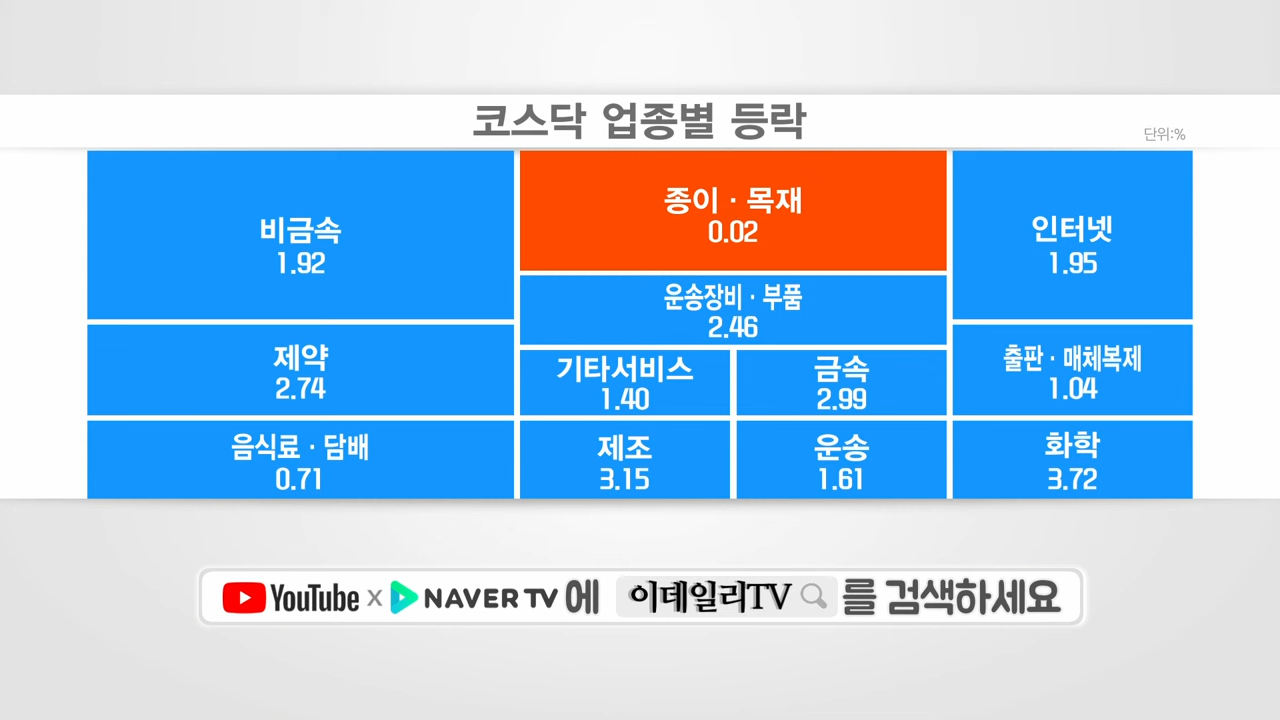 코스닥 업종별 등락
단위:%
비금속
1.92
종이·목재
0.02
인터넷
1.95
운송장비·부품
2.46
제약
2.74
기타서비스
1.40
금속
2.99
출판·매체복제
1.04
음식료·담배
0.71
제조
3.15
운송
1.61
화학
3.72
YouTube x NAVER TV에 이데일리TV 를 검색하세요